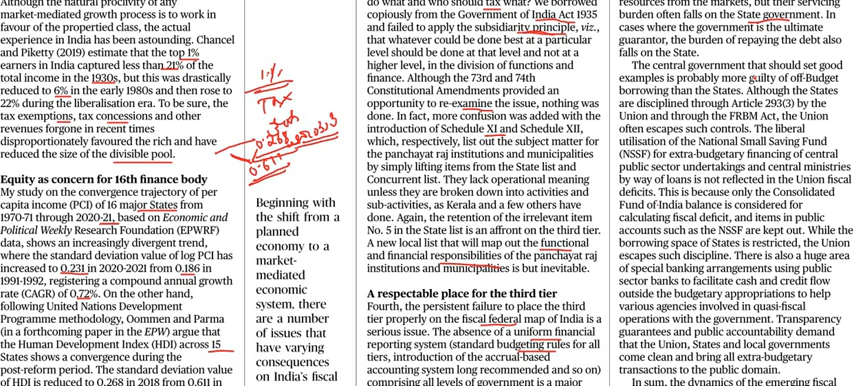 Although the natural proclivity of any
market-mediated growth process is to work in
favour of the propertied class, the actual
experience in India has been astounding. Chancel
and Piketty (2019) estimate that the top 1%
earners in India captured less than 21% of the
total income in the 1930s, but this was drastically
reduced to 6% in the early 1980s and then rose to
22% during the liberalisation era. To be sure, the
tax exemptions, tax concessions and other
revenues forgone in recent times
disproportionately favoured the rich and have
reduced the size of the divisible pool.
Equity as concern for 16th finance body
My study on the convergence trajectory of per
capita income (PCI) of 16 major States from
1970-71 through 2020-21, based on Economic and
Political Weekly Research Foundation (EPWRF)
data, shows an increasingly divergent trend,
where the standard deviation value of log PCI has
increased to 0.231 in 2020-2021 from 0.186 in
1991-1992, registering a compound annual growth
rate (CAGR) of 0.72%. On the other hand,
following United Nations Development
Programme methodology, Oommen and Parma
(in a forthcoming paper in the EPW) argue that
the Human Development Index (HDI) across 15
States shows a convergence during the
post-reform period. The standard deviation value
of HDI is reduced to 0.268 in 2018 from 0.611 in
1.1.
Tax
0.268
0.611
Beginning with
the shift from a
planned
economy to a
market-
mediated
economic
system, there
are a number
of issues that
have varying
consequences
on India's fiscal
do what and who should tax what? We borrowed
copiously from the Government of India Act 1935
and failed to apply the subsidiarity principle, viz.,
that whatever could be done best at a particular
level should be done at that level and not at a
higher level, in the division of functions and
finance. Although the 73rd and 74th
Constitutional Amendments provided an
opportunity to re-examine the issue, nothing was
done. In fact, more confusion was added with the
introduction of Schedule XI and Schedule XII,
which, respectively, list out the subject matter for
the panchayat raj institutions and municipalities
by simply lifting items from the State list and
Concurrent list. They lack operational meaning
unless they are broken down into activities and
sub-activities, as Kerala and a few others have
done. Again, the retention of the irrelevant item
No. 5 in the State list is an affront on the third tier.
A new local list that will map out the functional
and financial responsibilities of the panchayat raj
institutions and municipalities is but inevitable.
A respectable place for the third tier
Fourth, the persistent failure to place the third
tier properly on the fiscal federal map of India is a
serious issue. The absence of a uniform financial
reporting system (standard budgeting rules for all
tiers, introduction of the accrual-based
accounting system long recommended and so on)
comprising all levels of government is a major
resources from the markets, but their servicing
burden often falls on the State government. In
cases where the government is the ultimate
guarantor, the burden of repaying the debt also
falls on the State.
The central government that should set good
examples is probably more guilty of off-Budget
borrowing than the States. Although the States
are disciplined through Article 293(3) by the
Union and through the FRBM Act, the Union
often escapes such controls. The liberal
utilisation of the National Small Saving Fund
(NSSF) for extra-budgetary financing of central
public sector undertakings and central ministries
by way of loans is not reflected in the Union fiscal
deficits. This is because only the Consolidated
Fund of India balance is considered for
calculating fiscal deficit, and items in public
accounts such as the NSSF are kept out. While the
borrowing space of States is restricted, the Union
escapes such discipline. There is also a huge area
of special banking arrangements using public
sector banks to facilitate cash and credit flow
outside the budgetary appropriations to help
various agencies involved in quasi-fiscal
operations with the government. Transparency
guarantees and public accountability demand
that the Union, States and local governments
come clean and bring all extra-budgetary
transactions to the public domain.
In sum, the dynamics of the emerging fiscal